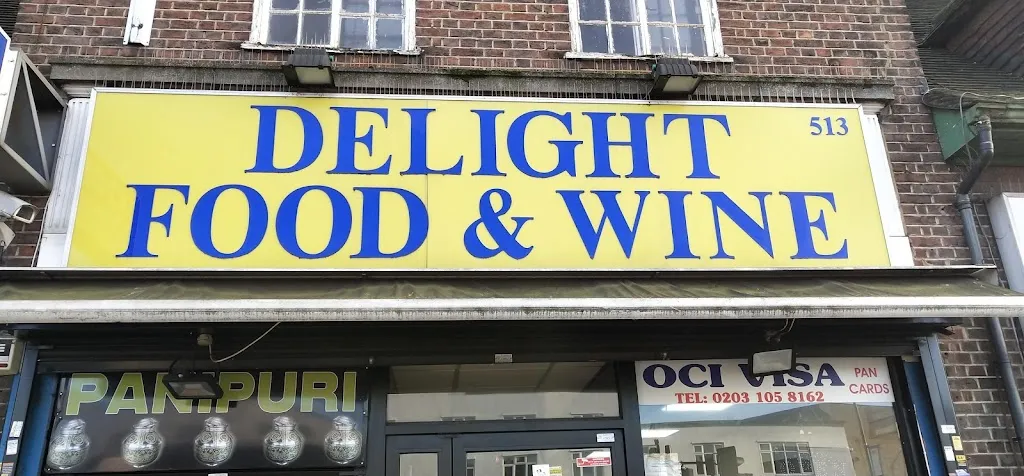 DELIGHT
513
FOOD & WINE
PANIPURI
OCI VISA
PAN
CARDS
TEL: 0203 105 8162